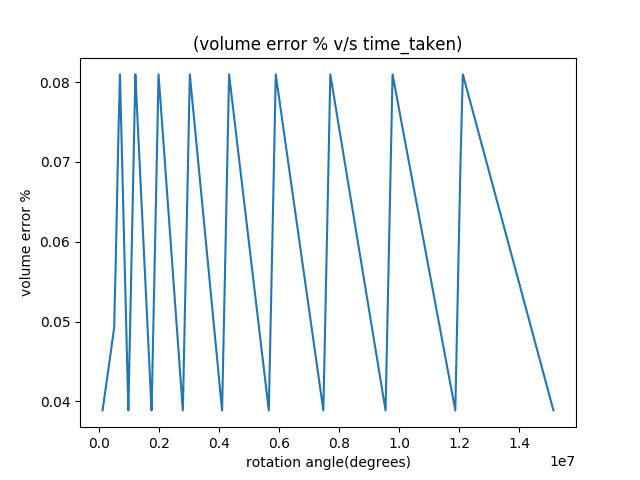 (volume error % v/s time_taken)
0.08
0.07
0.06
0.05
0.04
volume error %
0.0 0.2 0.4 0.6 0.8 1.0 1.2 1.4
1e7
rotation angle(degrees)